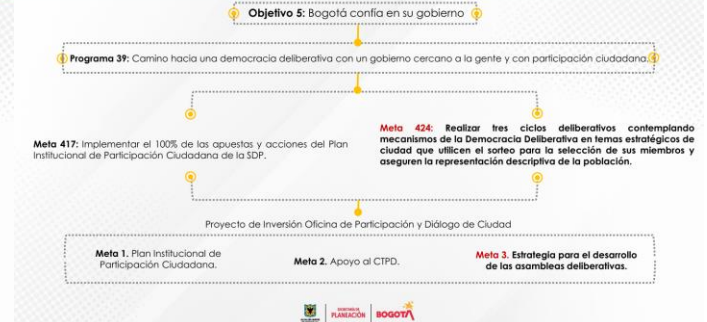 Objetivo 5: Bogotá confía en su gobierno
Programa 39: Camino hacia una democracia deliberativa con un gobierno cercano a la gente y con participación ciudadana.
Meta 417: Implementar el 100% de las apuestas y acciones del Plan
Institucional de Participación Ciudadana de la SDP.
Meta 424: Realizar tres ciclos deliberativos contemplando
mecanismos de la Democracia Deliberativa en temas estratégicos de
ciudad que utilicen el sorteo para la selección de sus miembros y
aseguren la representación descriptiva de la población.
Proyecto de Inversión Oficina de Participación y Diálogo de Ciudad
Meta 1. Plan Institucional de
Participación Ciudadana.
Meta 2. Apoyo al CTPD.
Meta 3. Estrategia para el desarrollo
de las asambleas deliberativas.
SECRETARÍA DE
PLANEACIÓN
BOGOTÁ